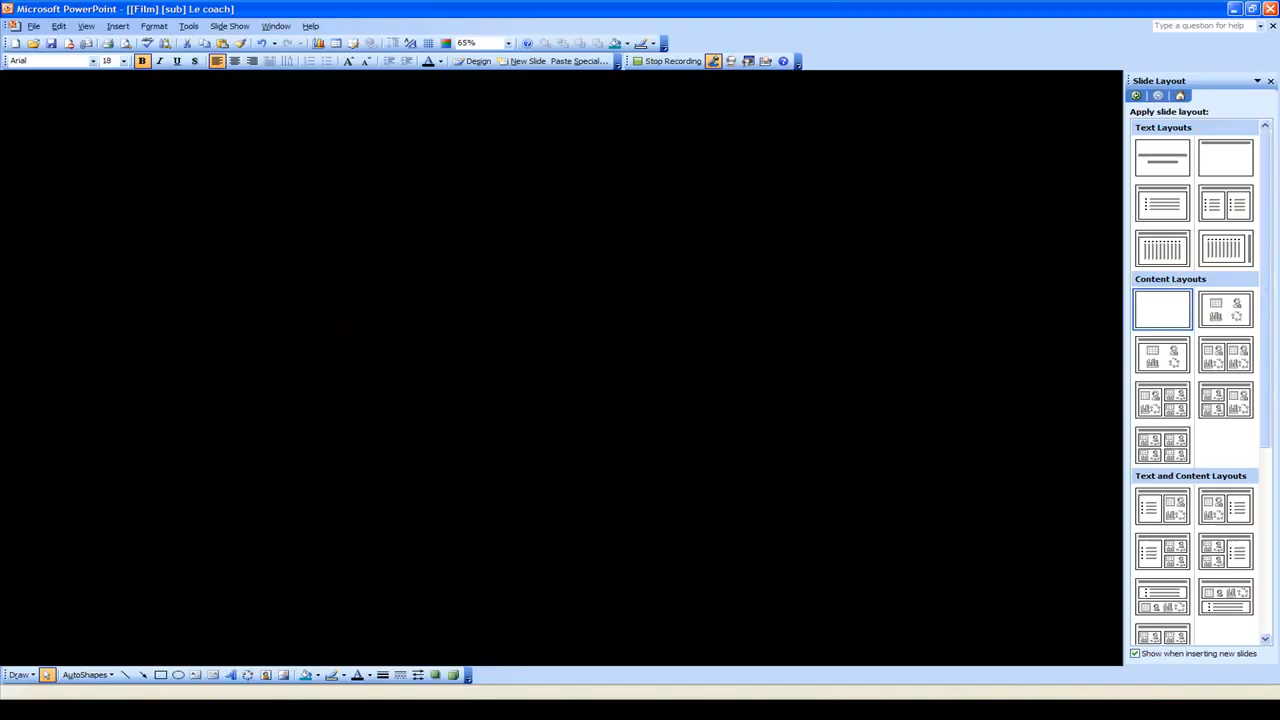 Microsoft PowerPoint - [[Film] [sub] Le coach]
File Edit View Insert Format Tools Slide Show Window Help
Type a question for help
65%
Arial 18 B I U S A A A Design New Slide Paste Special... Stop Recording
Slide Layout
Apply slide layout:
Text Layouts
Content Layouts
Text and Content Layouts
Show when inserting new slides
Draw AutoShapes A